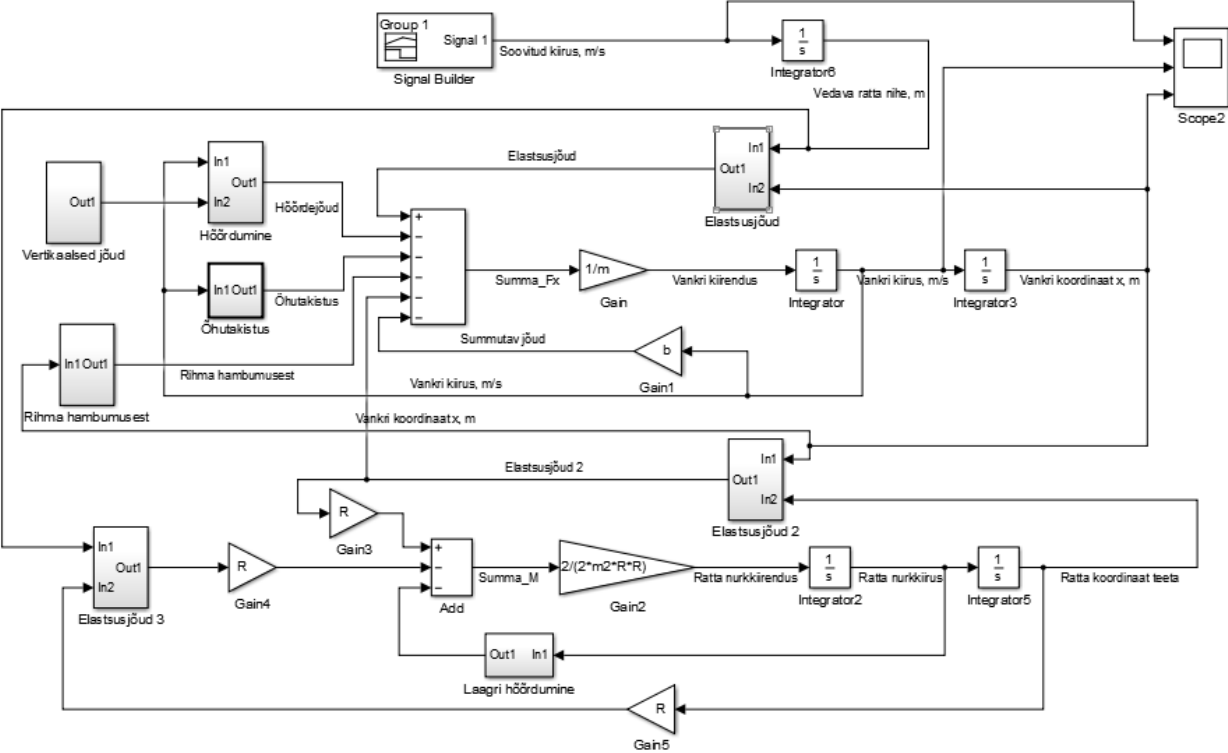 Group 1
Signal 1
Signal Builder
Soovitud kiirus, m/s
1
s
Integrator6
Vedava ratta nihe, m
Scope2
In1
In2
Out1
Elastsusjõud
Elastsusjõud
Out1
Vertikaalsed jõud
In1
In2
Out1
Hõõrdumine
Hõõrdejõud
In1 Out1
Õhutakistus
Õhutakistus
+
−
−
−
−
−
Summa_Fx
1/m
Gain
Vankri kiirendus
1
s
Integrator
Vankri kiirus, m/s
1
s
Integrator3
Vankri koordinaat x, m
In1 Out1
Rihma hambumusest
Rihma hambumusest
Summutav jõud
b
Gain1
Vankri kiirus, m/s
Vankri koordinaat x, m
In1
Out1
In2
Elastsusjõud 2
Elastsusjõud 2
R
Gain3
In1
Out1
In2
Elastsusjõud 3
R
Gain4
+
−
−
Add
Summa_M
2/(2*m2*R*R)
Gain2
Ratta nurkkiirendus
1
s
Integrator2
Ratta nurkkiirus
1
s
Integrator5
Ratta koordinaat teeta
Out1 In1
Laagri hõõrdumine
R
Gain5